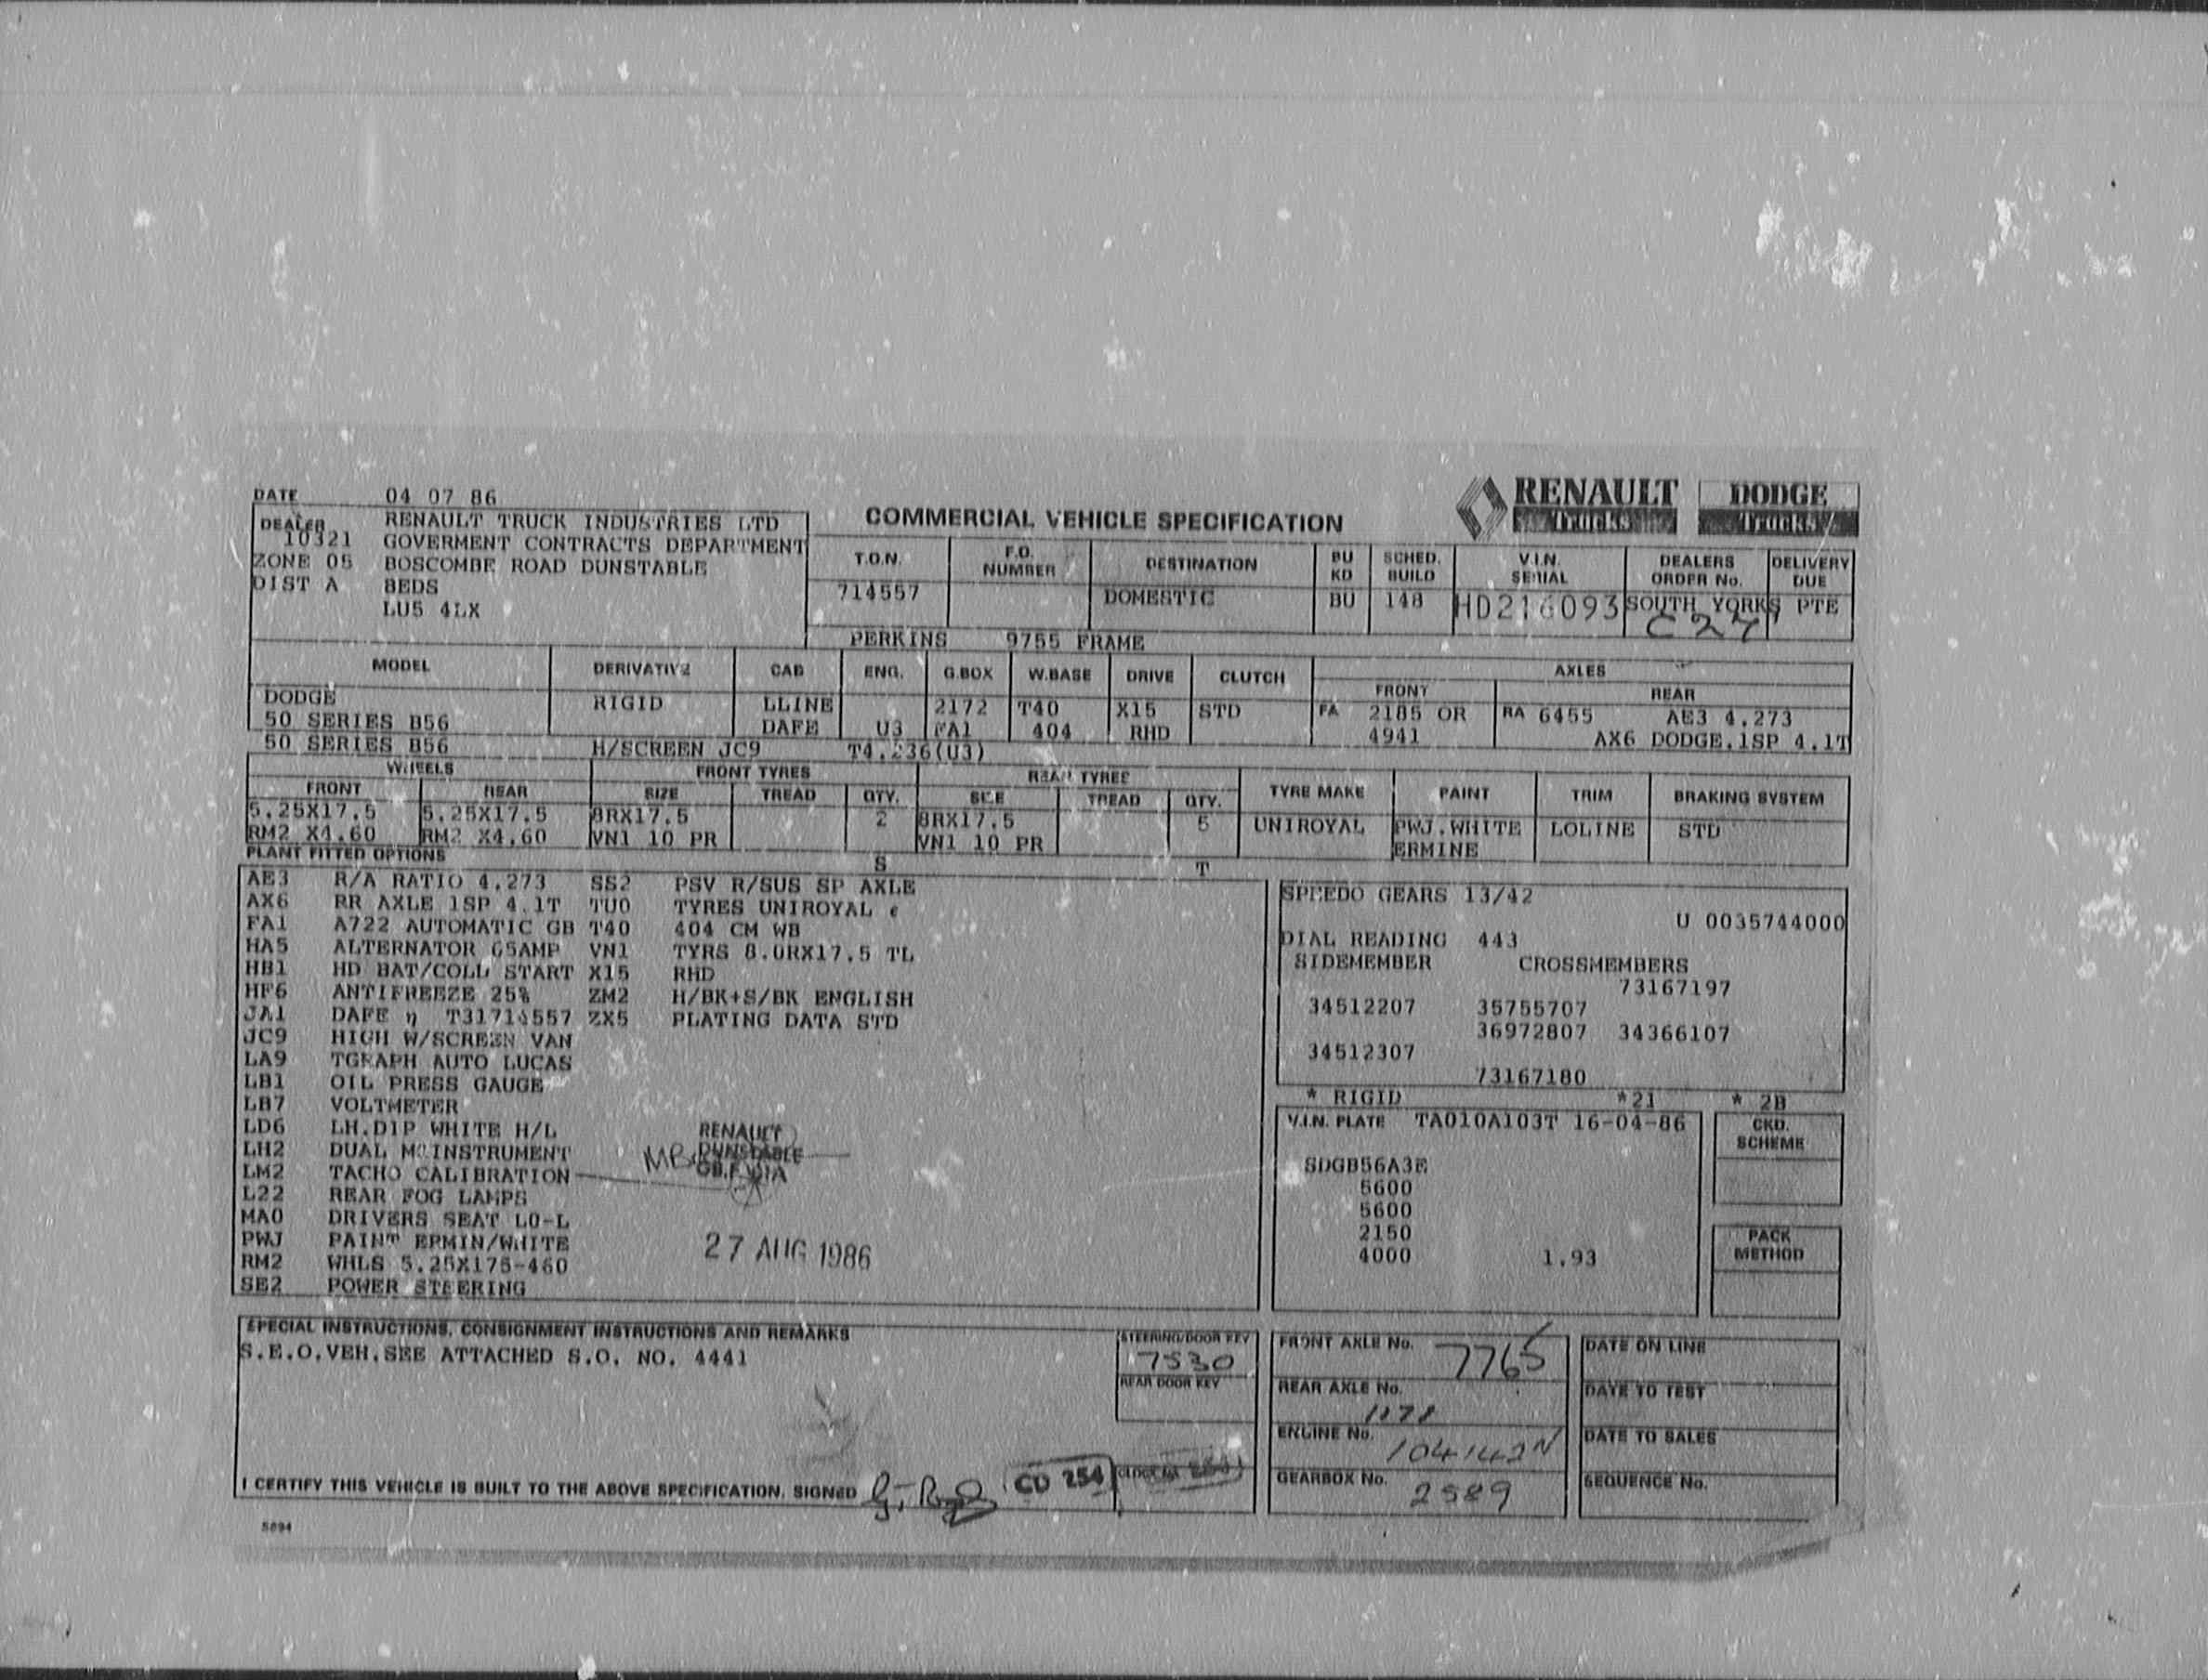 DATE 04 07 86
RENAULT TRUCKS DODGE TRUCKS
COMMERCIAL VEHICLE SPECIFICATION
DEALER 10321 RENAULT TRUCK INDUSTRIES LTD
GOVERMENT CONTRACTS DEPARTMENT
ZONE 05 BOSCOMBE ROAD DUNSTABLE
DIST A BEDS
LU5 4LX
T.O.N. F.O. NUMBER DESTINATION BU KD SCHED. BUILD V.I.N. SERIAL DEALERS ORDER No. DELIVERY DUE
714557 DOMESTIC BU 148 HD216093 SOUTH YORKS PTE
C27
PERKINS 9755 FRAME
MODEL DERIVATIVE CAB ENG. G.BOX W.BASE DRIVE CLUTCH AXLES
FRONT REAR
DODGE RIGID LLINE 2172 T40 X15 STD FA 2185 OR RA 6455 AE3 4.273
50 SERIES B56 DAFE U3 FA1 404 RHD 4941 AX6 DODGE.1SP 4.1T
50 SERIES B56 H/SCREEN JC9 T4.236(U3)
WHEELS FRONT TYRES REAR TYRES TYRE MAKE PAINT TRIM BRAKING SYSTEM
FRONT REAR SIZE TREAD QTY. SIZE TREAD QTY.
5.25X17.5 5.25X17.5 8RX17.5 2 8RX17.5 5 UNIROYAL PWJ.WHITE LOLINE STD
RM2 X4.60 RM2 X4.60 VN1 10 PR VN1 10 PR ERMINE
PLANT FITTED OPTIONS S T
AE3 R/A RATIO 4.273 SS2 PSV R/SUS SP AXLE
AX6 RR AXLE 1SP 4.1T TU0 TYRES UNIROYAL
FA1 A722 AUTOMATIC GB T40 404 CM WB
HA5 ALTERNATOR 65AMP VN1 TYRS 8.0RX17.5 TL
HB1 HD BAT/COLD START X15 RHD
HF6 ANTIFREEZE 25% ZM2 H/BK+S/BK ENGLISH
JA1 DAFE T31714557 ZX5 PLATING DATA STD
JC9 HIGH W/SCREEN VAN
LA9 TGRAPH AUTO LUCAS
LB1 OIL PRESS GAUGE
LB7 VOLTMETER
LD6 LH.DIP WHITE H/L
LH2 DUAL INSTRUMENT
LM2 TACHO CALIBRATION
L22 REAR FOG LAMPS
MA0 DRIVERS SEAT LO-L
PWJ PAINT ERMIN/WHITE
RM2 WHLS 5.25X175-460
SE2 POWER STEERING
RENAULT
DUNSTABLE
27 AUG 1986
SPEEDO GEARS 13/42
U 0035744000
DIAL READING 443
SIDEMEMBER CROSSMEMBERS
73167197
34512207 35755707
36972807 34366107
34512307
73167180
* RIGID *21 * 2B
V.I.N. PLATE TA010A103T 16-04-86
SDGB56A3E
5600
5600
2150
4000 1.93
CKD. SCHEME
PACK METHOD
SPECIAL INSTRUCTIONS, CONSIGNMENT INSTRUCTIONS AND REMARKS
S.E.O.VEH.SEE ATTACHED S.O. NO. 4441
STEERING/DOOR KEY
7530
REAR DOOR KEY
FRONT AXLE No. 7765
REAR AXLE No. 1178
ENGINE No. 104142N
GEARBOX No. 2589
DATE ON LINE
DATE TO TEST
DATE TO SALES
SEQUENCE No.
I CERTIFY THIS VEHICLE IS BUILT TO THE ABOVE SPECIFICATION. SIGNED
CD 254
5894